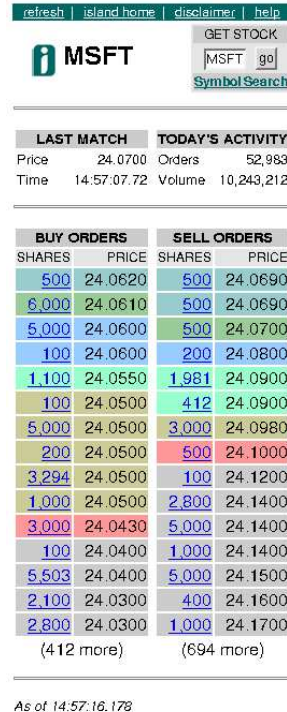 refresh | island home | disclaimer | help
GET STOCK
MSFT
MSFT go
Symbol Search
LAST MATCH TODAY'S ACTIVITY
Price 24.0700 Orders 52,983
Time 14:57:07.72 Volume 10,243,212
BUY ORDERS SELL ORDERS
SHARES PRICE SHARES PRICE
500 24.0620 500 24.0690
6,000 24.0610 500 24.0690
5,000 24.0600 500 24.0700
100 24.0600 200 24.0800
1,100 24.0550 1,981 24.0900
100 24.0500 412 24.0900
5,000 24.0500 3,000 24.0980
200 24.0500 500 24.1000
3,294 24.0500 100 24.1200
1,000 24.0500 2,800 24.1400
3,000 24.0430 5,000 24.1400
100 24.0400 1,000 24.1400
5,503 24.0400 5,000 24.1500
2,100 24.0300 400 24.1600
2,800 24.0300 1,000 24.1700
(412 more) (694 more)
As of 14:57:16.178